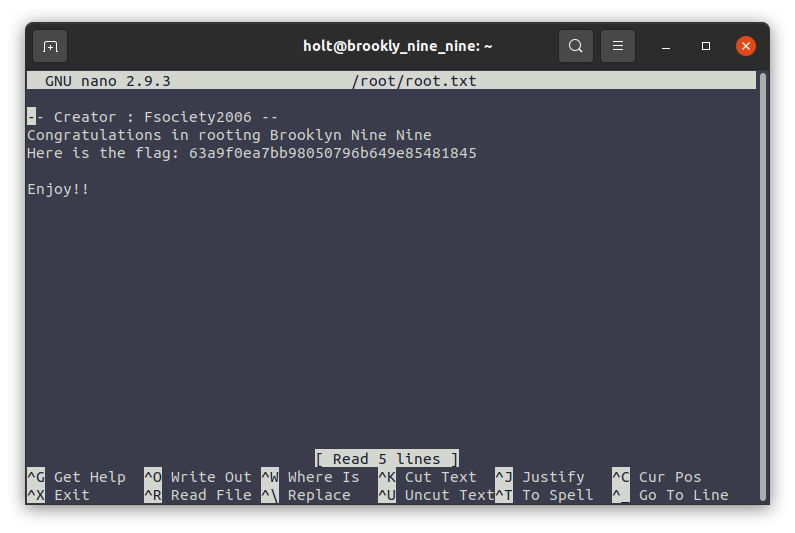 holt@brookly_nine_nine: ~
GNU nano 2.9.3 /root/root.txt
-- Creator : Fsociety2006 --
Congratulations in rooting Brooklyn Nine Nine
Here is the flag: 63a9f0ea7bb98050796b649e85481845
Enjoy!!
[ Read 5 lines ]
^G Get Help ^O Write Out ^W Where Is ^K Cut Text ^J Justify ^C Cur Pos
^X Exit ^R Read File ^\ Replace ^U Uncut Text ^T To Spell ^_ Go To Line